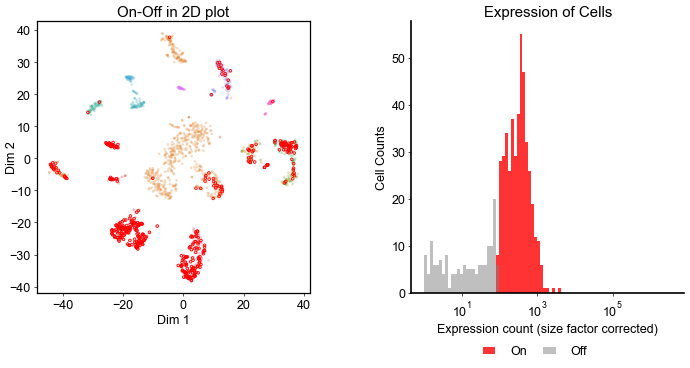 On-Off in 2D plot
40
30
20
10
0
−10
−20
−30
−40
Dim 2
−40
−20
0
20
40
Dim 1
Expression of Cells
50
40
30
20
10
0
Cell Counts
10^1
10^3
10^5
Expression count (size factor corrected)
On
Off